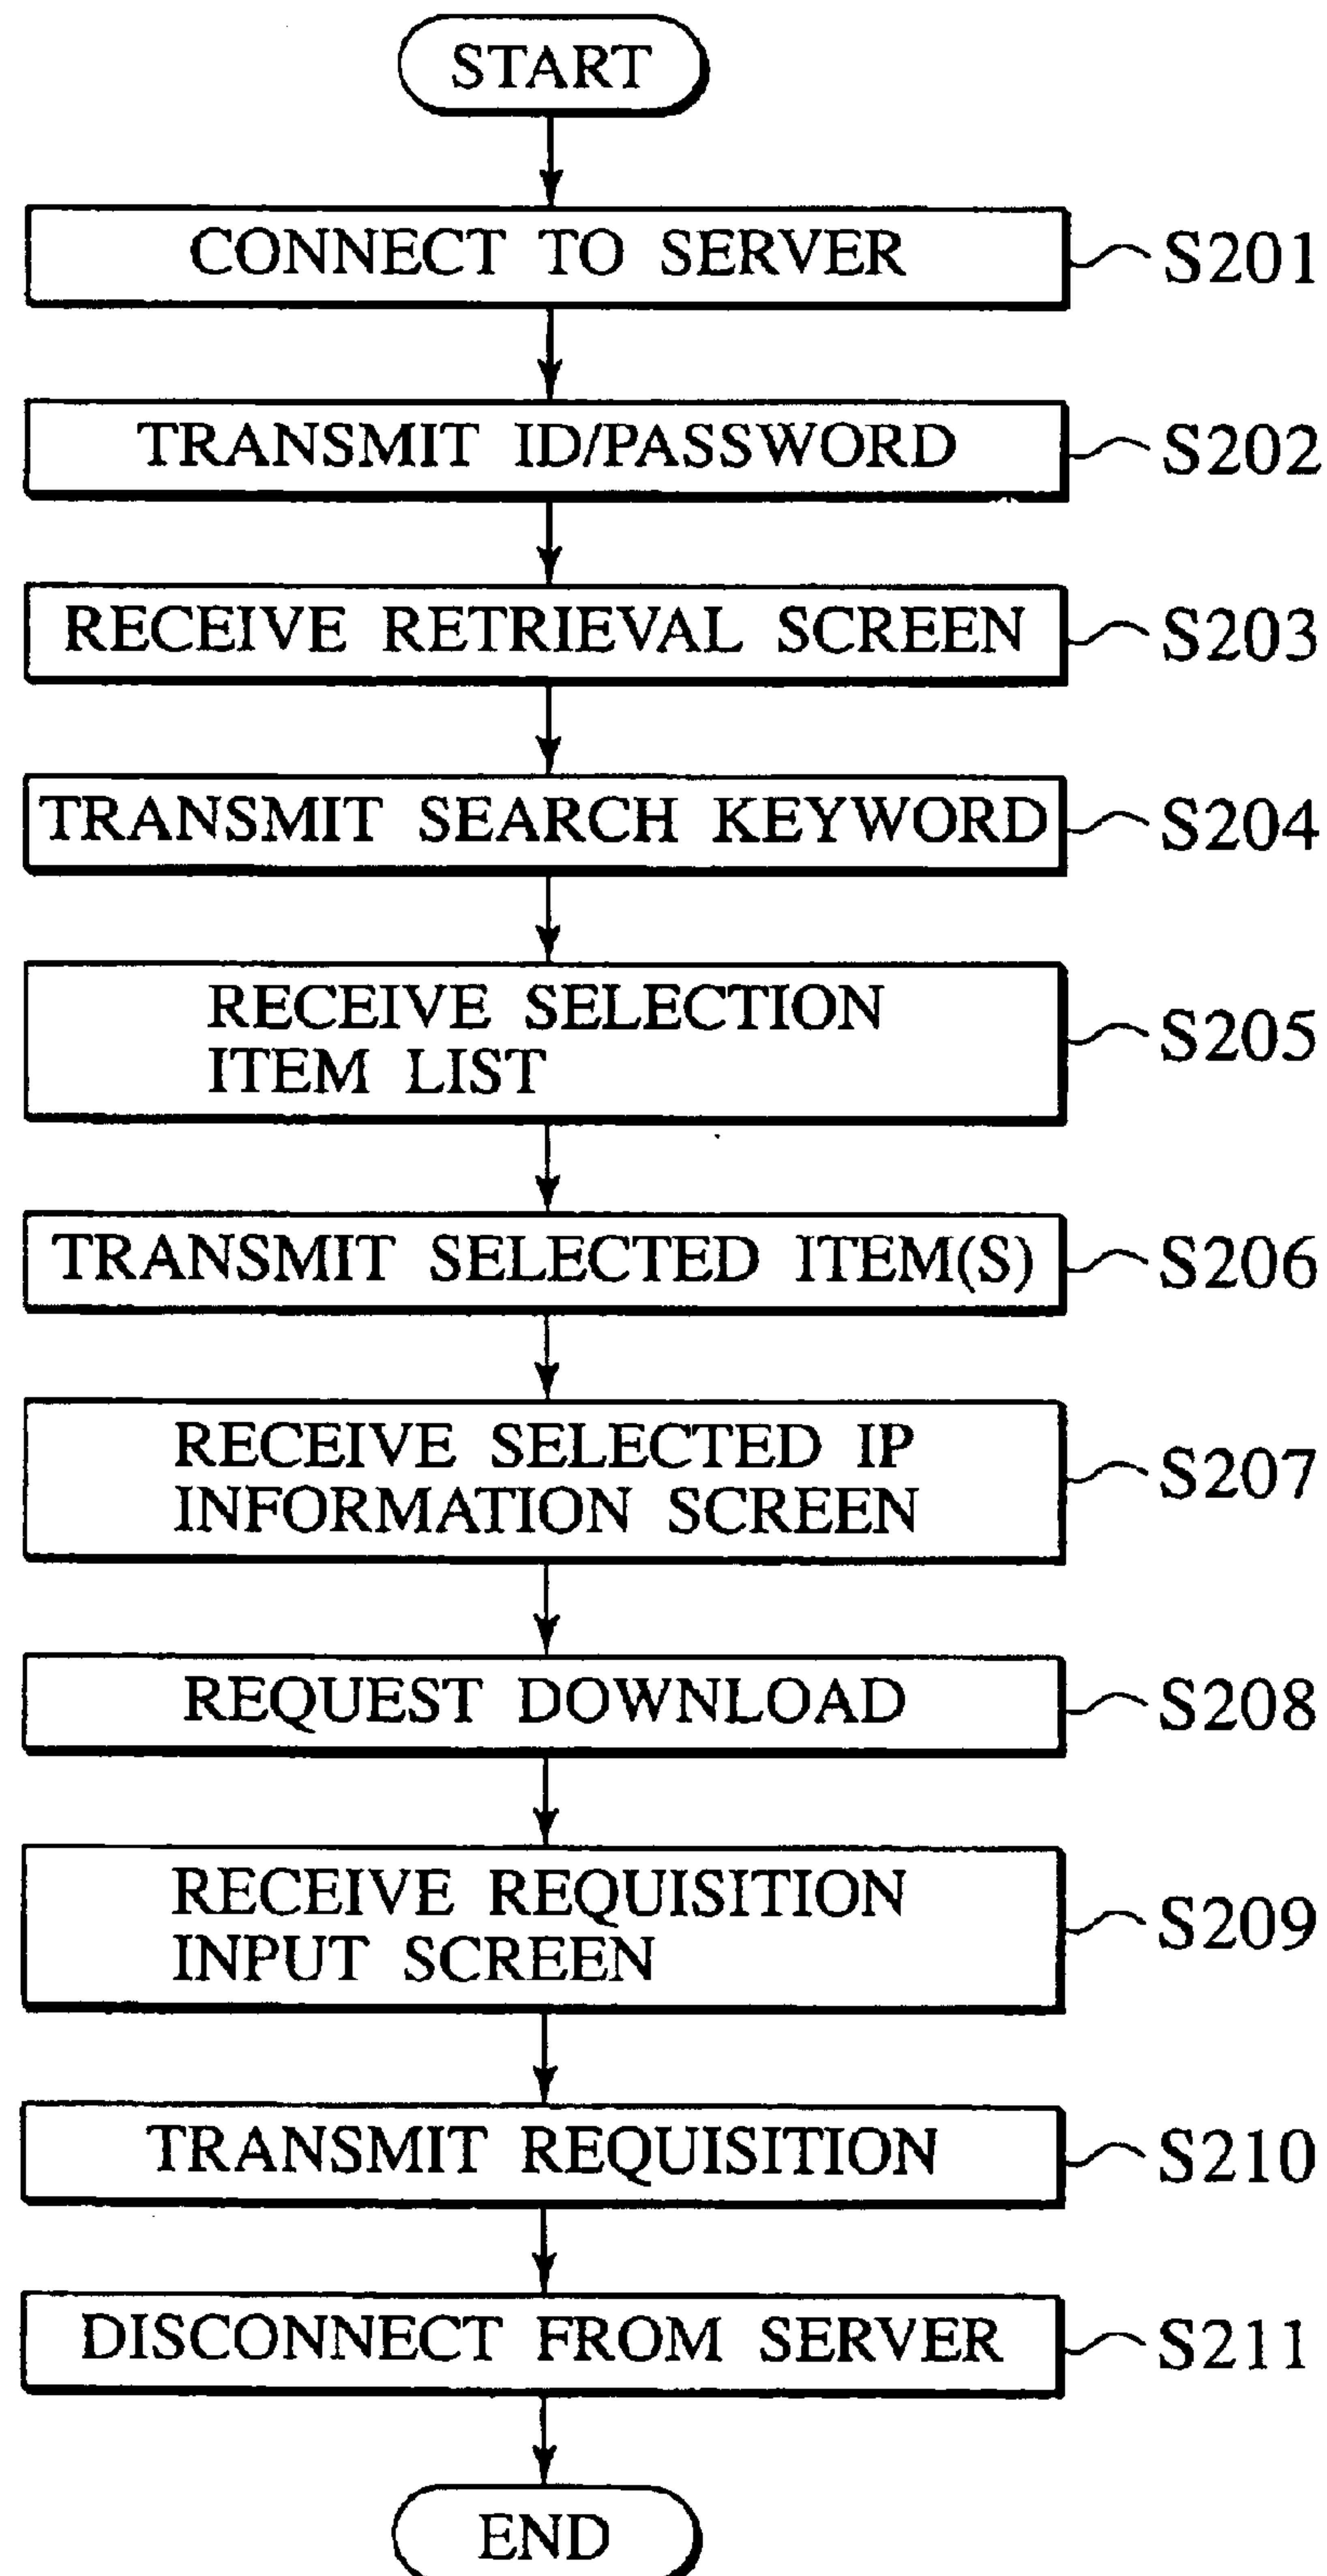 START
CONNECT TO SERVER
S201
TRANSMIT ID/PASSWORD
S202
RECEIVE RETRIEVAL SCREEN
S203
TRANSMIT SEARCH KEYWORD
S204
RECEIVE SELECTION
ITEM LIST
S205
TRANSMIT SELECTED ITEM(S)
S206
RECEIVE SELECTED IP
INFORMATION SCREEN
S207
REQUEST DOWNLOAD
S208
RECEIVE REQUISITION
INPUT SCREEN
S209
TRANSMIT REQUISITION
S210
DISCONNECT FROM SERVER
S211
END